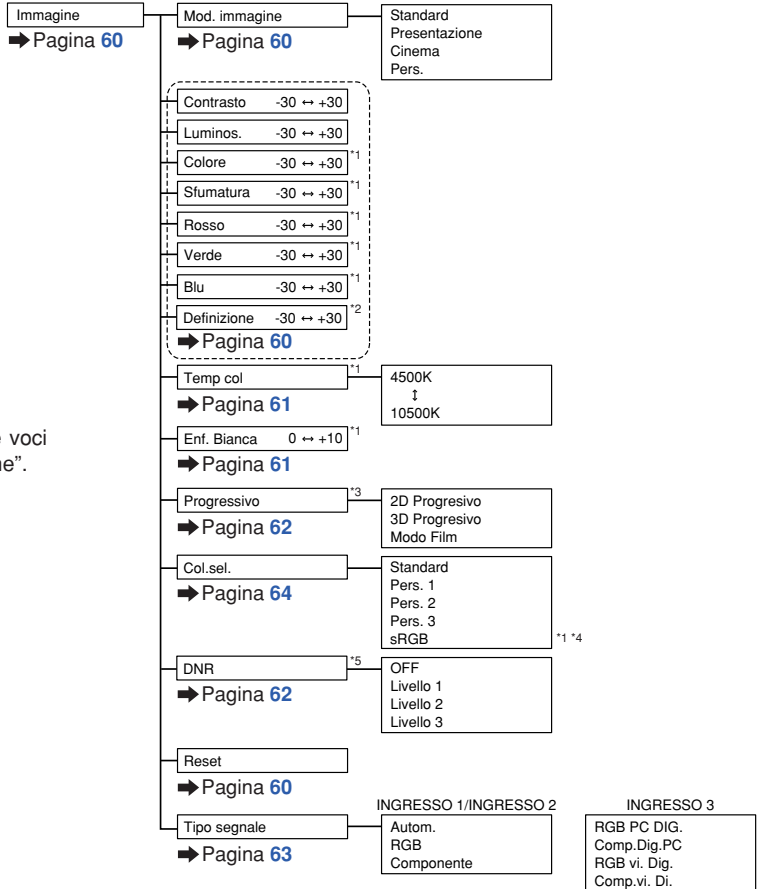 Immagine
➡ Pagina 60
Mod. immagine
➡ Pagina 60
Standard
Presentazione
Cinema
Pers.
Contrasto -30 ↔ +30
Luminos. -30 ↔ +30
Colore -30 ↔ +30 *1
Sfumatura -30 ↔ +30 *1
Rosso -30 ↔ +30 *1
Verde -30 ↔ +30 *1
Blu -30 ↔ +30 *1
Definizione -30 ↔ +30 *2
➡ Pagina 60
Temp col *1
➡ Pagina 61
4500K
↕
10500K
voci
e”.
Enf. Bianca 0 ↔ +10 *1
➡ Pagina 61
Progressivo *3
➡ Pagina 62
2D Progresivo
3D Progresivo
Modo Film
Col.sel.
➡ Pagina 64
Standard
Pers. 1
Pers. 2
Pers. 3
sRGB *1 *4
DNR *5
➡ Pagina 62
OFF
Livello 1
Livello 2
Livello 3
Reset
➡ Pagina 60
Tipo segnale
➡ Pagina 63
INGRESSO 1/INGRESSO 2
Autom.
RGB
Componente
INGRESSO 3
RGB PC DIG.
Comp.Dig.PC
RGB vi. Dig.
Comp.vi. Di.